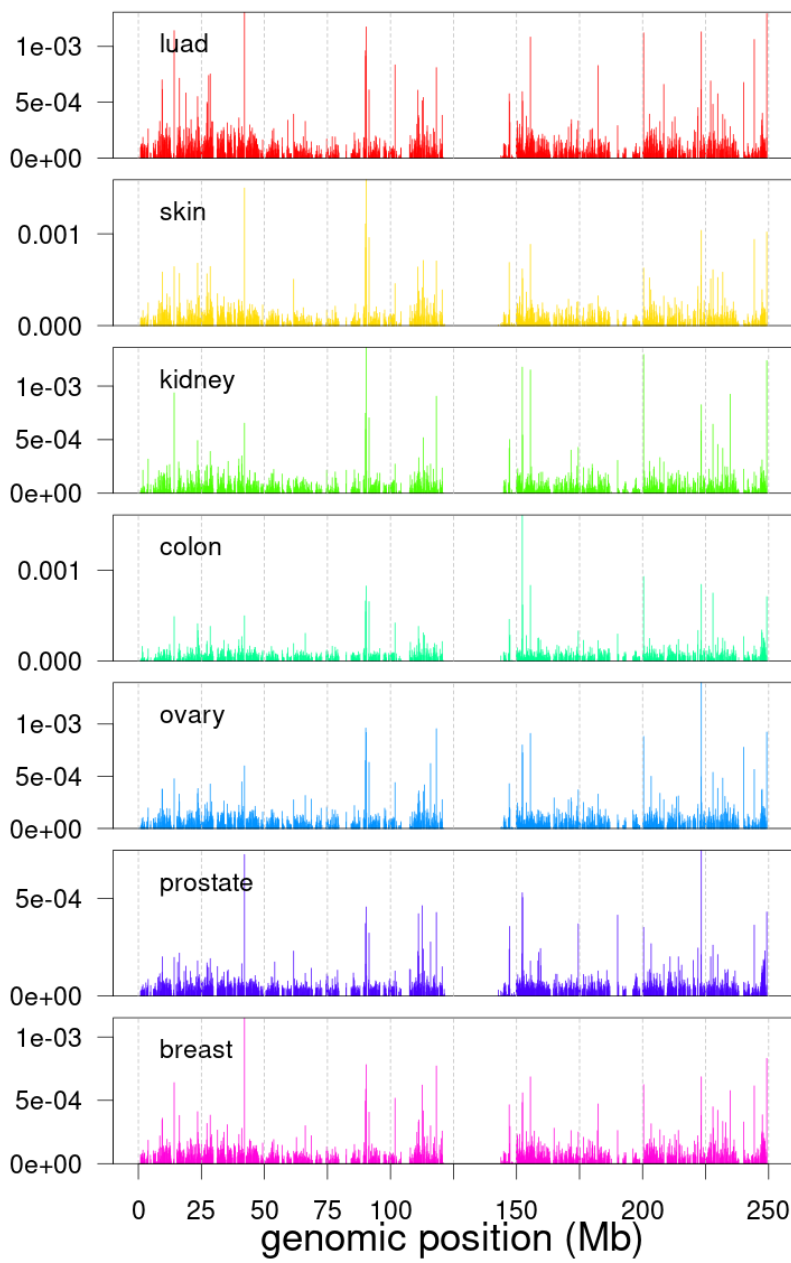 luad
1e-03
5e-04
0e+00
skin
0.001
0.000
kidney
1e-03
5e-04
0e+00
colon
0.001
0.000
ovary
1e-03
5e-04
0e+00
prostate
5e-04
0e+00
breast
1e-03
5e-04
0e+00
0 25 50 75 100 150 200 250
genomic position (Mb)